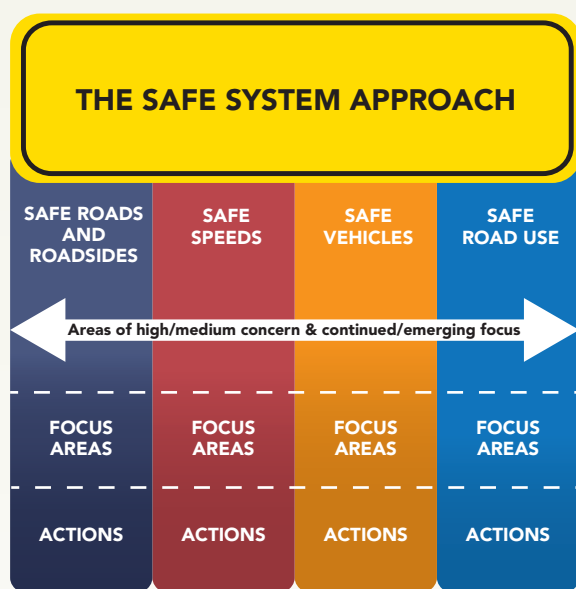 THE SAFE SYSTEM APPROACH
SAFE ROADS
AND
ROADSIDES
SAFE
SPEEDS
SAFE
VEHICLES
SAFE
ROAD USE
Areas of high/medium concern & continued/emerging focus
FOCUS
AREAS
FOCUS
AREAS
FOCUS
AREAS
FOCUS
AREAS
ACTIONS
ACTIONS
ACTIONS
ACTIONS